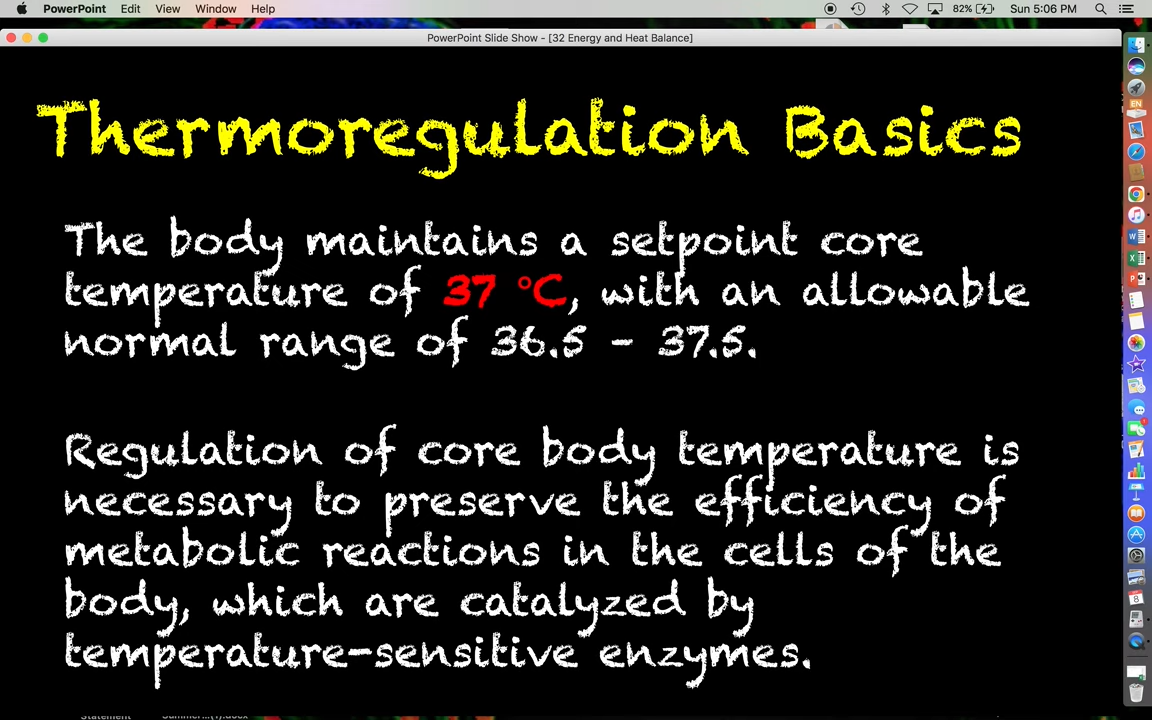 PowerPoint Edit View Window Help 82% Sun 5:06 PM
PowerPoint Slide Show - [32 Energy and Heat Balance]
Thermoregulation Basics
The body maintains a setpoint core
temperature of 37 °C, with an allowable
normal range of 36.5 - 37.5.
Regulation of core body temperature is
necessary to preserve the efficiency of
metabolic reactions in the cells of the
body, which are catalyzed by
temperature-sensitive enzymes.